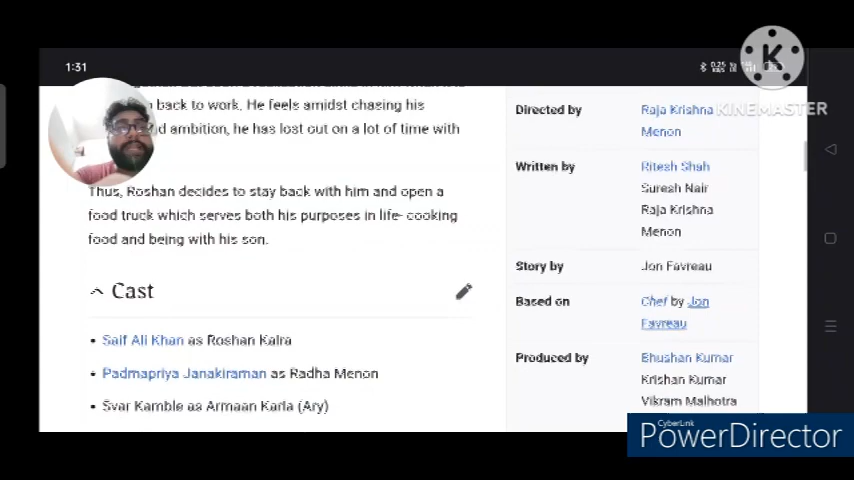 1:31
KINEMASTER
back to work. He feels amidst chasing his
ambition, he has lost out on a lot of time with
Thus, Roshan decides to stay back with him and open a
food truck which serves both his purposes in life- cooking
food and being with his son.
Cast
• Saif Ali Khan as Roshan Kalra
• Padmapriya Janakiraman as Radha Menon
• Svar Kamble as Armaan Karla (Ary)
Directed by Raja Krishna
Menon
Written by Ritesh Shah
Suresh Nair
Raja Krishna
Menon
Story by Jon Favreau
Based on Chef by Jon
Favreau
Produced by Bhushan Kumar
Krishan Kumar
Vikram Malhotra
CyberLink
PowerDirector